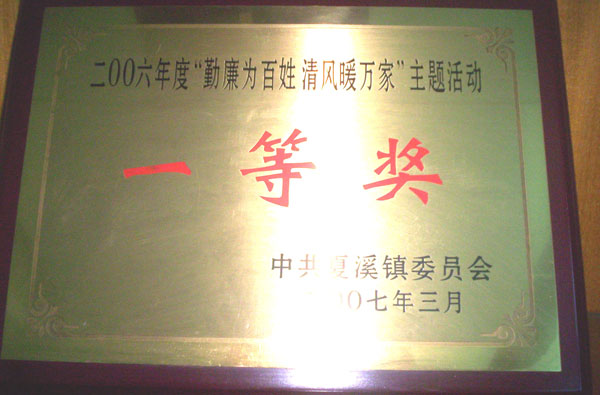 二00六年度“勤廉为百姓 清风暖万家”主题活动
一等奖
中共夏溪镇委员会
00七年三月